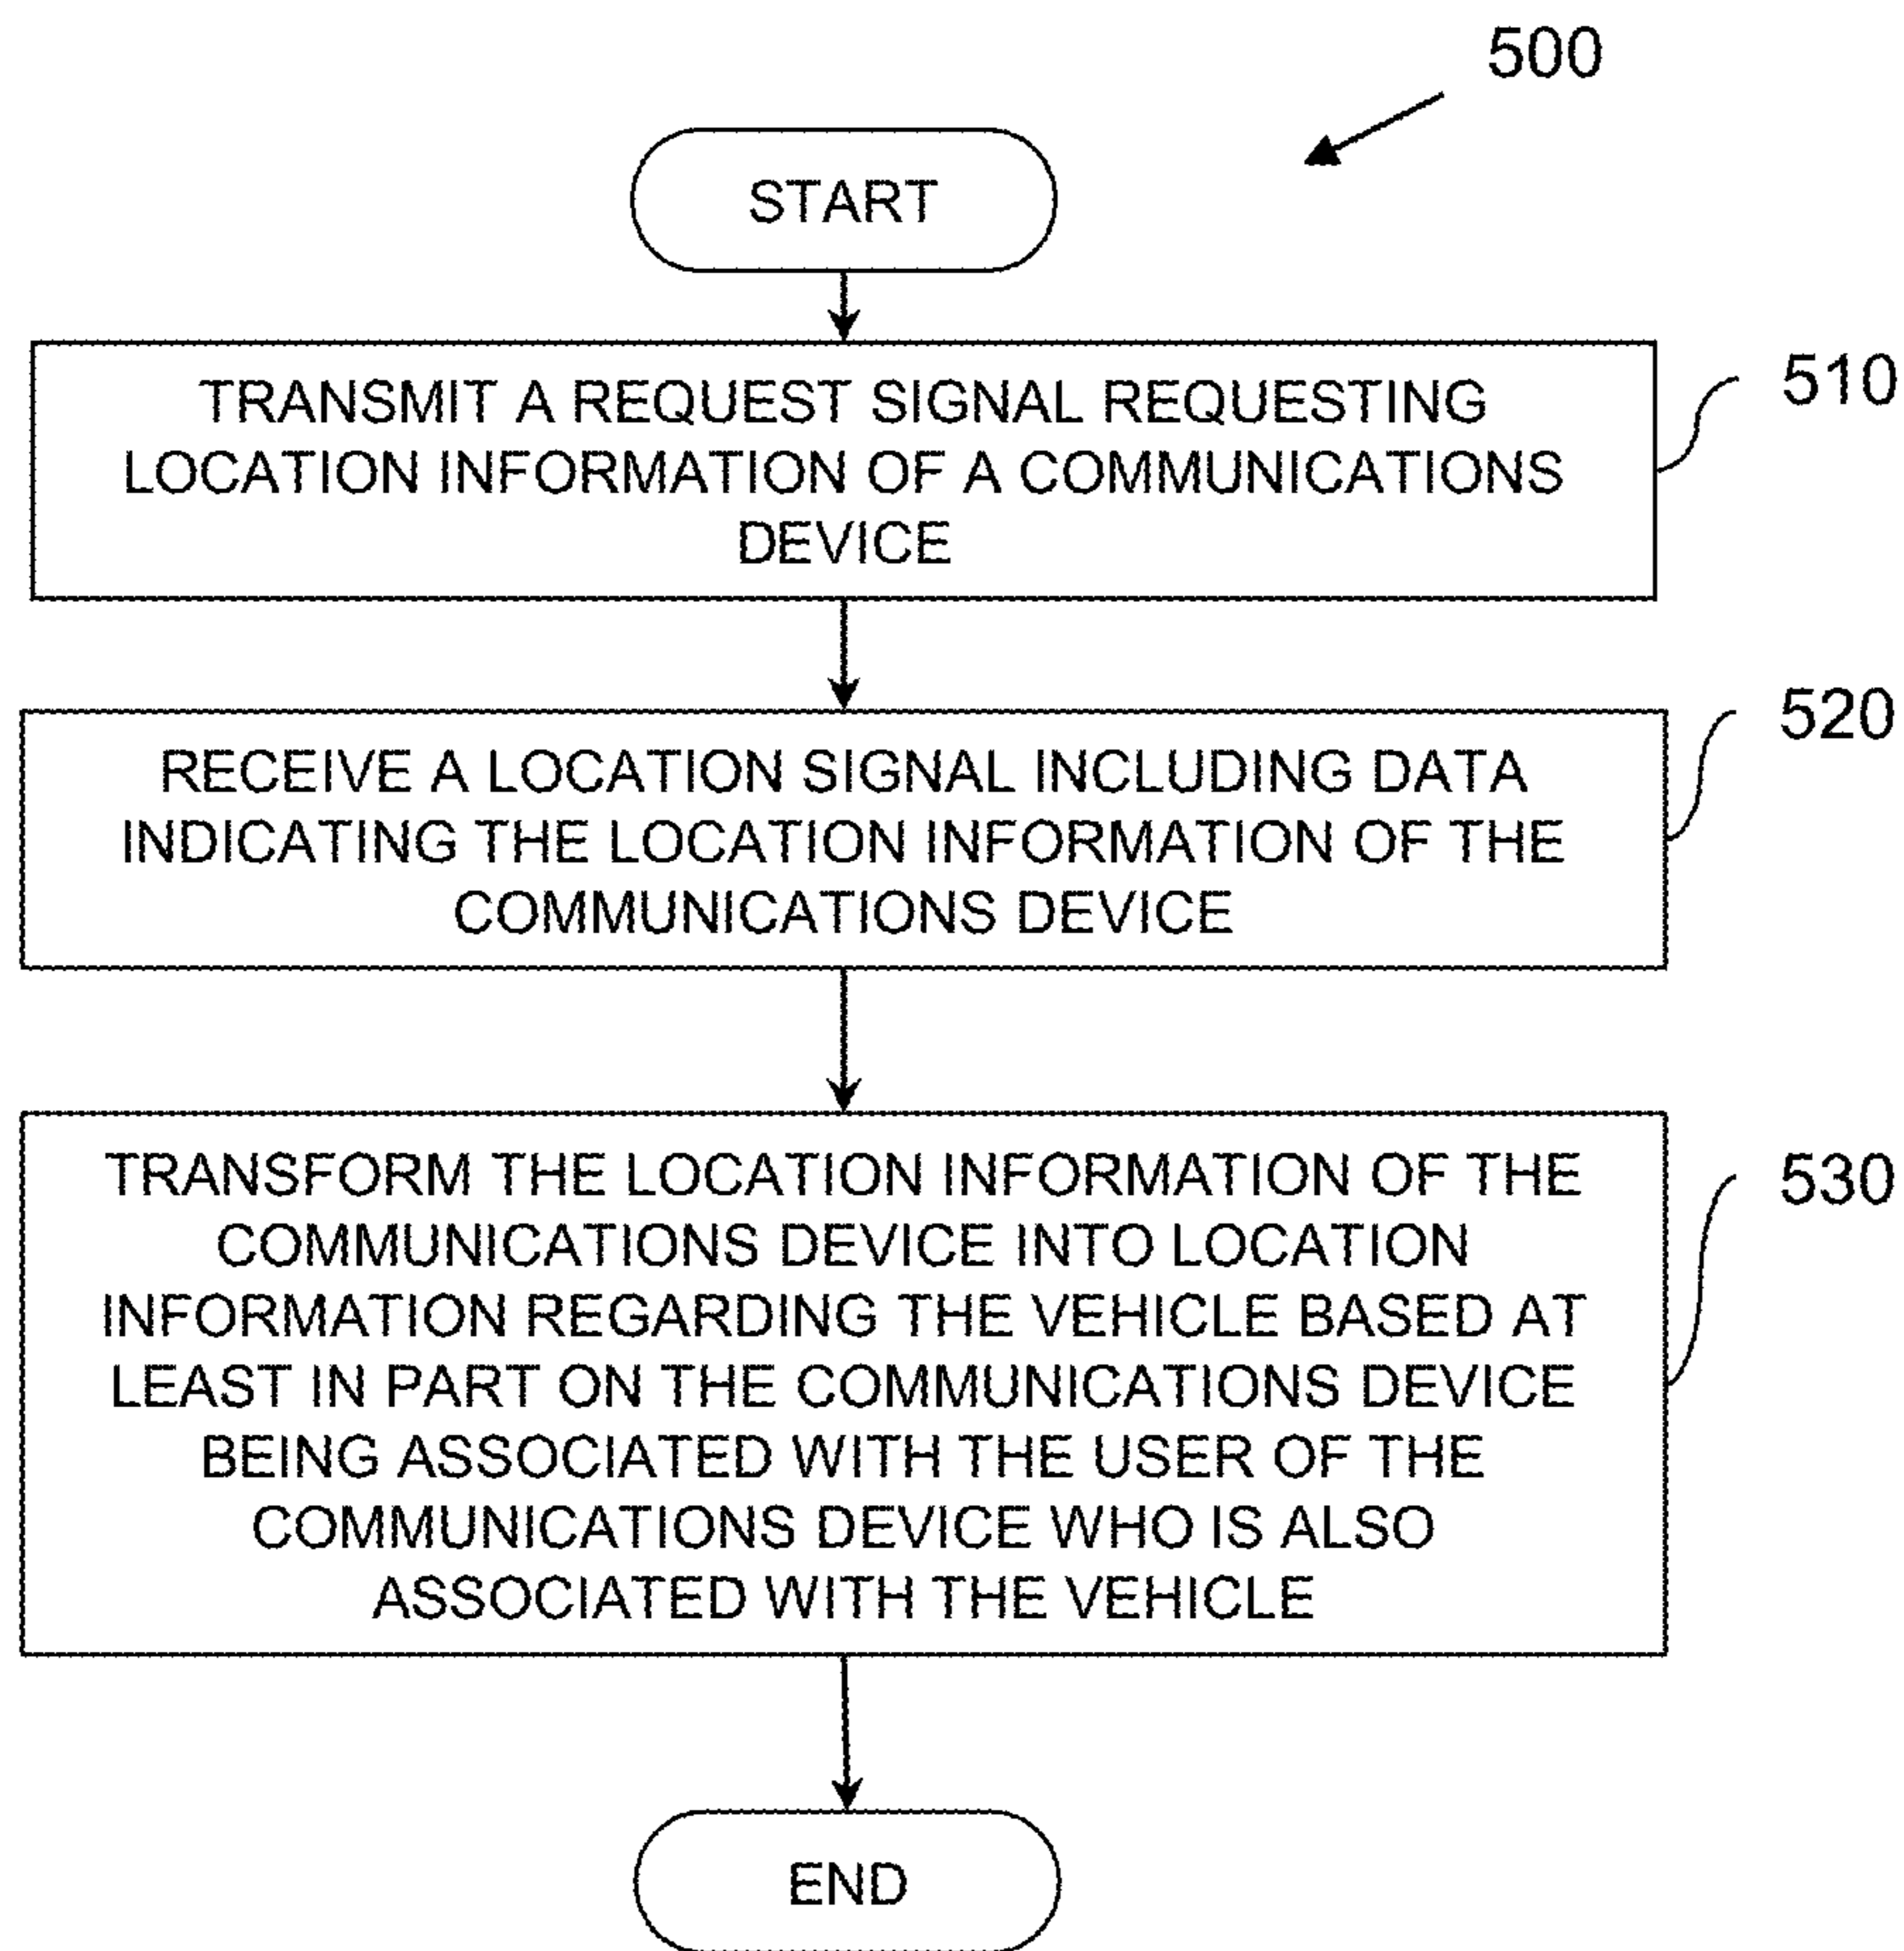 500
START
TRANSMIT A REQUEST SIGNAL REQUESTING
LOCATION INFORMATION OF A COMMUNICATIONS
DEVICE
510
RECEIVE A LOCATION SIGNAL INCLUDING DATA
INDICATING THE LOCATION INFORMATION OF THE
COMMUNICATIONS DEVICE
520
TRANSFORM THE LOCATION INFORMATION OF THE
COMMUNICATIONS DEVICE INTO LOCATION
INFORMATION REGARDING THE VEHICLE BASED AT
LEAST IN PART ON THE COMMUNICATIONS DEVICE
BEING ASSOCIATED WITH THE USER OF THE
COMMUNICATIONS DEVICE WHO IS ALSO
ASSOCIATED WITH THE VEHICLE
530
END